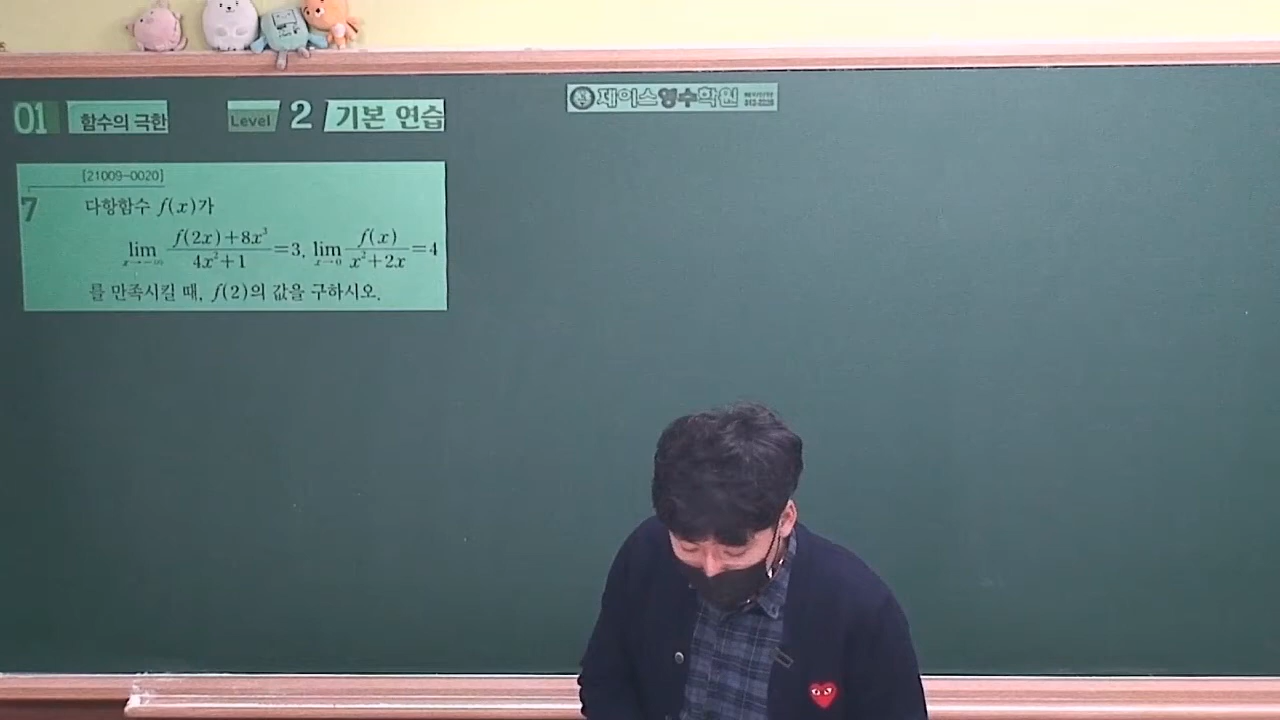 01 함수의 극한 Level 2 기본 연습
제이스영수학원
[21009-0020]
7 다항함수 f(x)가
lim x→-∞ f(2x)+8x³ / 4x²+1 =3, lim x→0 f(x) / x²+2x =4
를 만족시킬 때, f(2)의 값을 구하시오.